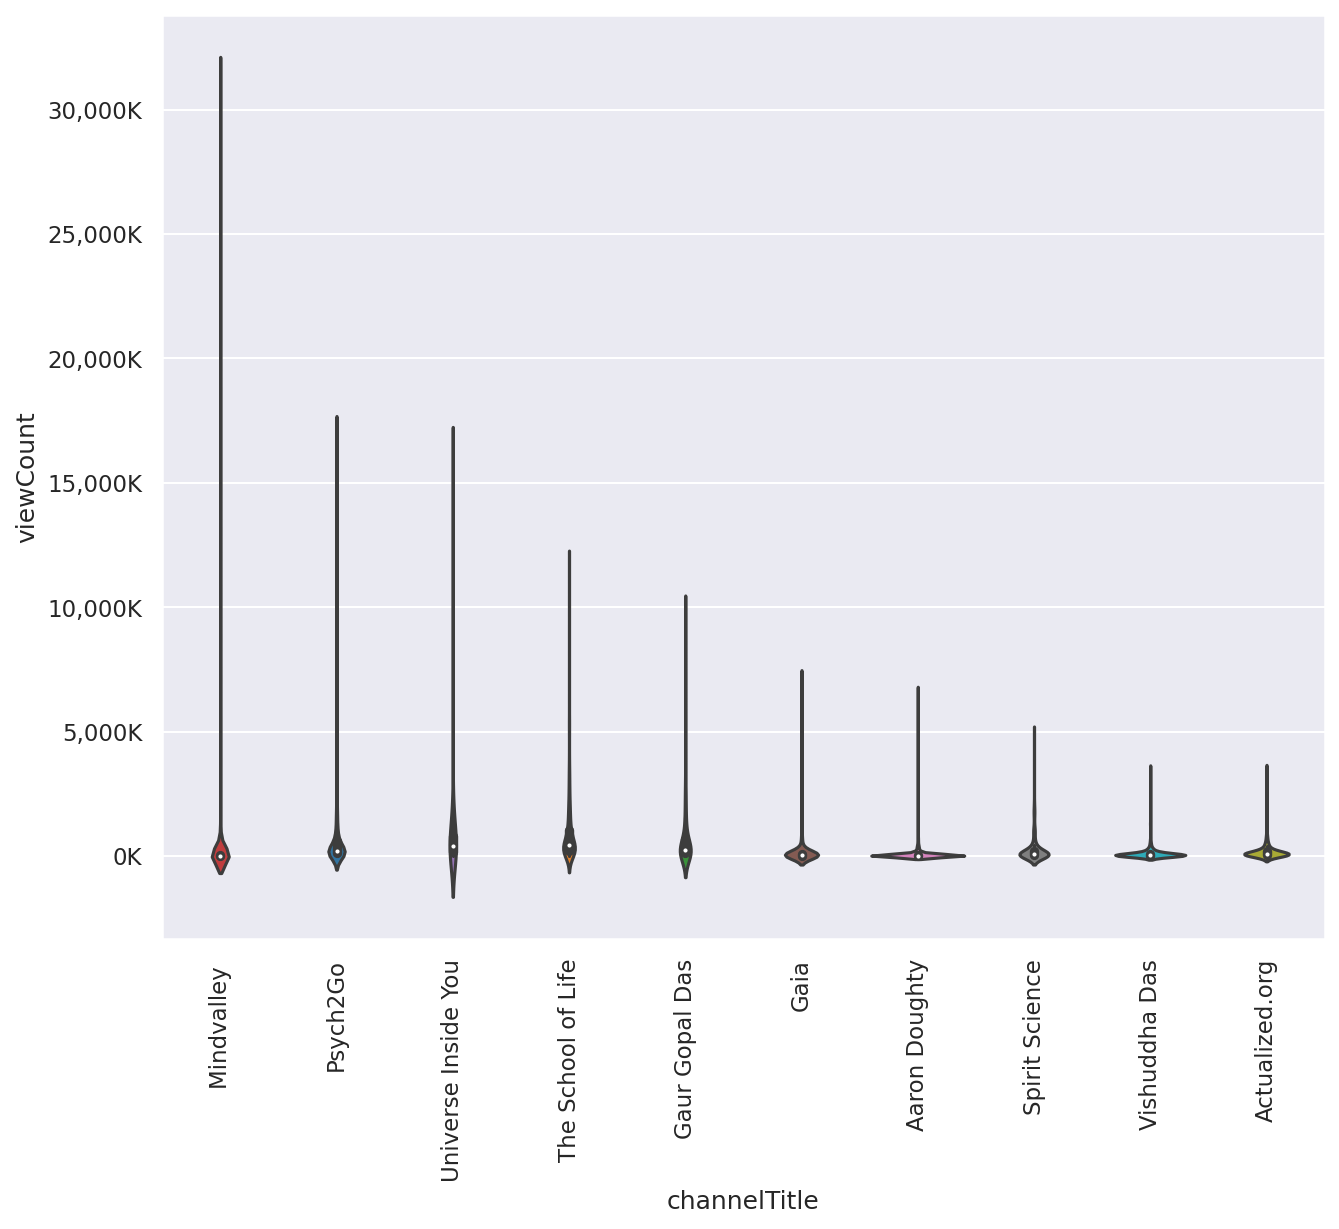 30,000K
25,000K
20,000K
15,000K
10,000K
5,000K
0K
viewCount
Mindvalley
Psych2Go
Universe Inside You
The School of Life
Gaur Gopal Das
Gaia
Aaron Doughty
Spirit Science
Vishuddha Das
Actualized.org
channelTitle